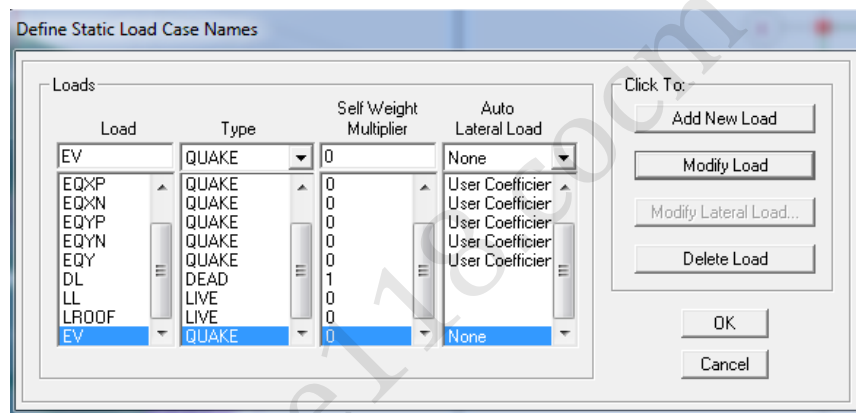 Define Static Load Case Names
Loads
Click To:
Load Type Self Weight Multiplier Auto Lateral Load
EV QUAKE 0 None
EQXP QUAKE 0 User Coefficier
EQXN QUAKE 0 User Coefficier
EQYP QUAKE 0 User Coefficier
EQYN QUAKE 0 User Coefficier
EQY QUAKE 0 User Coefficier
DL DEAD 1
LL LIVE 0
LROOF LIVE 0
EV QUAKE 0 None
Add New Load
Modify Load
Modify Lateral Load...
Delete Load
OK
Cancel